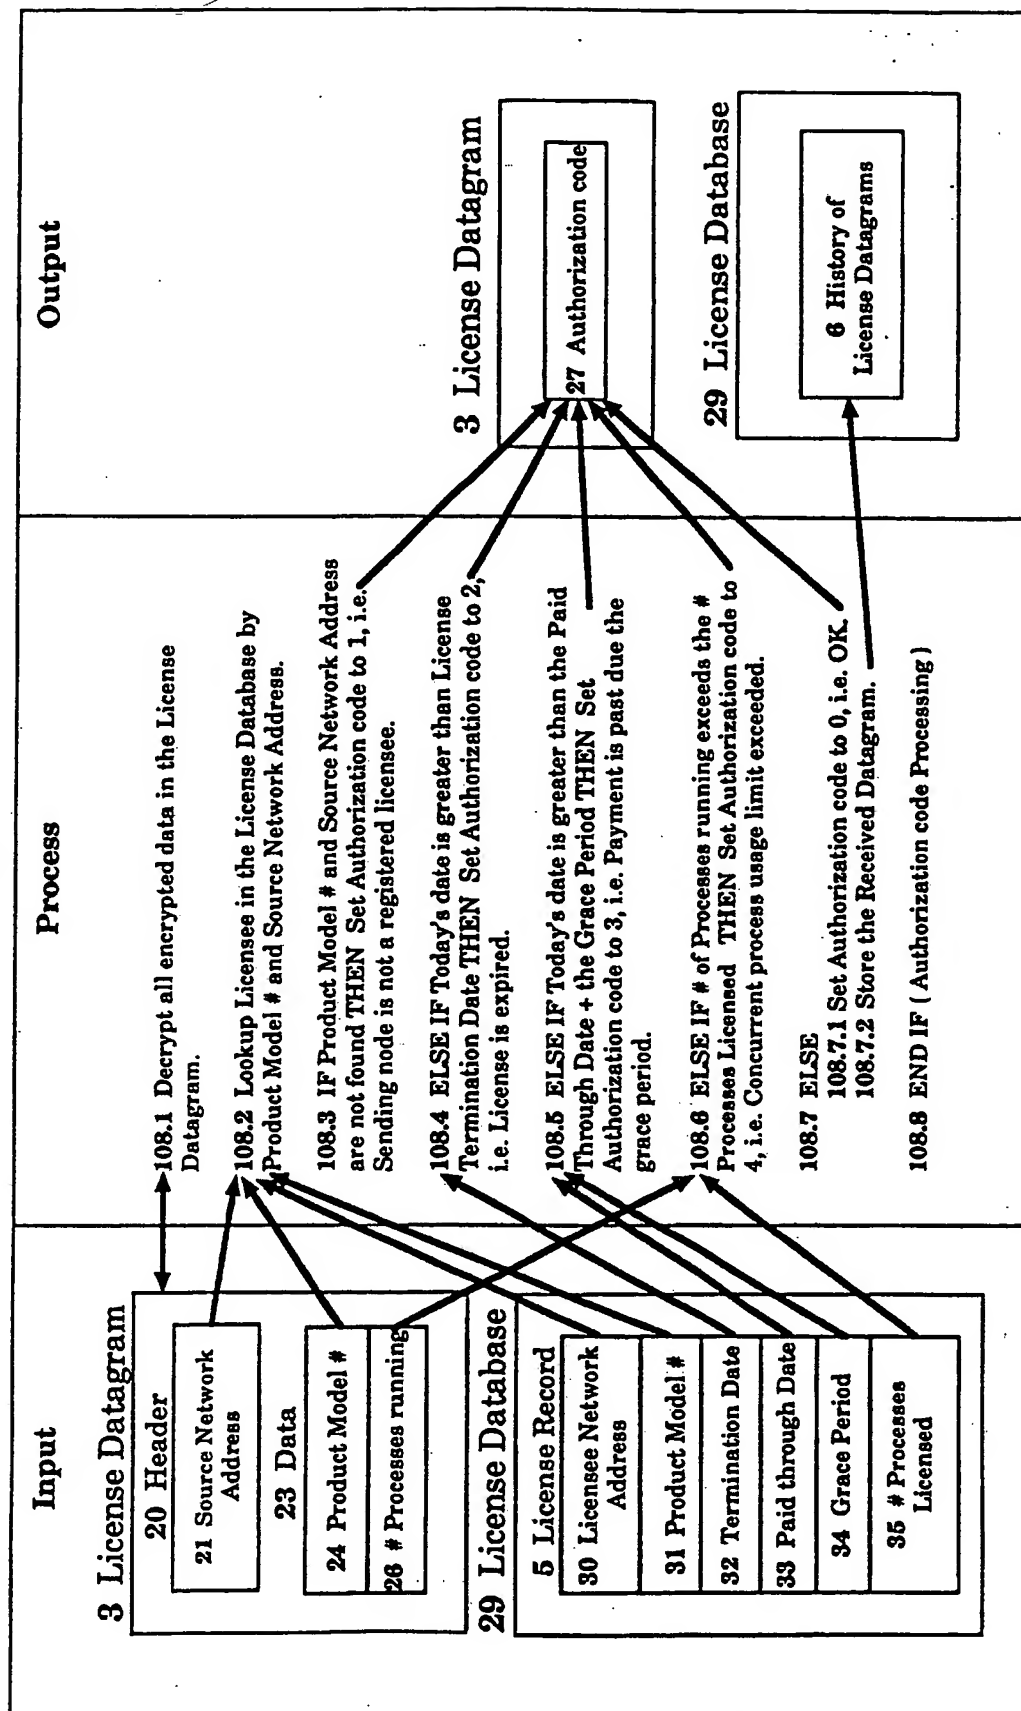 Input
3 License Datagram
20 Header
21 Source Network
Address
23 Data
24 Product Model #
26 # Processes running
29 License Database
5 License Record
30 Licensee Network
Address
31 Product Model #
32 Termination Date
33 Paid through Date
34 Grace Period
35 # Processes
Licensed
Process
108.1 Decrypt all encrypted data in the License
Datagram.
108.2 Lookup Licensee in the License Database by
Product Model # and Source Network Address.
108.3 IF Product Model # and Source Network Address
are not found THEN Set Authorization code to 1, i.e.
Sending node is not a registered licensee.
108.4 ELSE IF Today's date is greater than License
Termination Date THEN Set Authorization code to 2,
i.e. License is expired.
108.5 ELSE IF Today's date is greater than the Paid
Through Date + the Grace Period THEN Set
Authorization code to 3, i.e. Payment is past due the
grace period.
108.6 ELSE IF # of Processes running exceeds the #
Processes Licensed THEN Set Authorization code to
4, i.e. Concurrent process usage limit exceeded.
108.7 ELSE
108.7.1 Set Authorization code to 0, i.e. OK.
108.7.2 Store the Received Datagram.
108.8 END IF ( Authorization code Processing )
Output
3 License Datagram
27 Authorization code
29 License Database
6 History of
License Datagrams